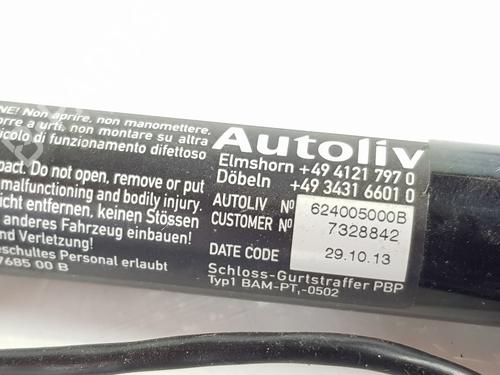 NE! Non aprire, non manomettere,
re a urti, non montare su altra
icolo di funzionamento difettoso
pact. Do not open, remove or put
malfunctioning and bodily injury.
icht entfernen, keinen Stössen
anderes Fahrzeug einbauen!
nd Verletzung!
eschultes Personal erlaubt
7685 00 B
Autoliv
Elmshorn +49 4121 797 0
Döbeln +49 3431 6601 0
AUTOLIV Nº 624005000B
CUSTOMER Nº 7328842
DATE CODE 29.10.13
Schloss-Gurtstraffer PBP
Typ1 BAM-PT,-0502